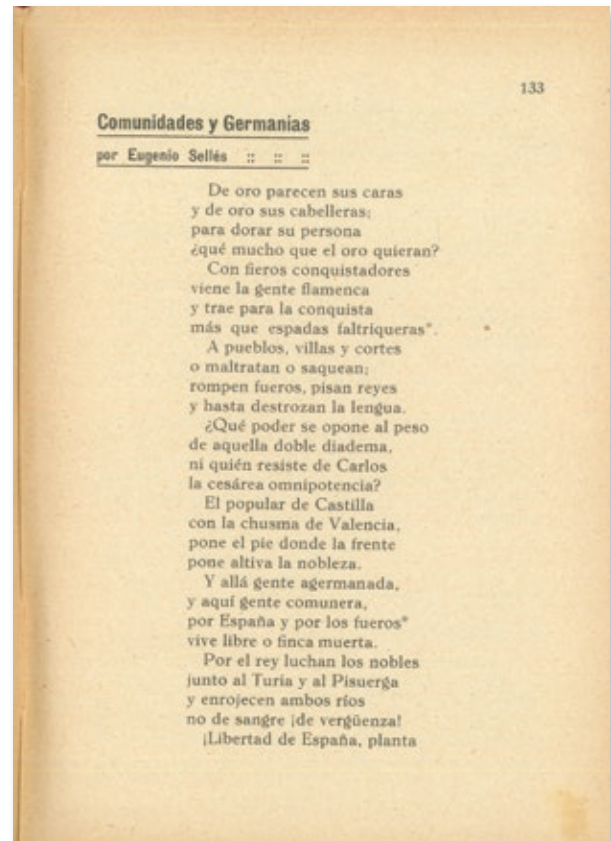 133
Comunidades y Germanias
por Eugenio Sellés :: :: ::
De oro parecen sus caras
y de oro sus cabelleras;
para dorar su persona
¿qué mucho que el oro quieran?
Con fieros conquistadores
viene la gente flamenca
y trae para la conquista
más que espadas faltriqueras*. *
A pueblos, villas y cortes
o maltratan o saquean;
rompen fueros, pisan reyes
y hasta destrozan la lengua.
¿Qué poder se opone al peso
de aquella doble diadema,
ni quién resiste de Carlos
la cesárea omnipotencia?
El popular de Castilla
con la chusma de Valencia,
pone el pie donde la frente
pone altiva la nobleza.
Y allá gente agermanada,
y aquí gente comunera,
por España y por los fueros*
vive libre o finca muerta.
Por el rey luchan los nobles
junto al Turia y al Pisuerga
y enrojecen ambos ríos
no de sangre ¡de vergüenza!
¡Libertad de España, planta